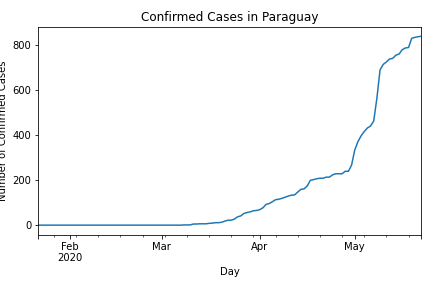 Confirmed Cases in Paraguay
Number of Confirmed Cases
800
600
400
200
0
Feb
2020
Mar
Apr
May
Day